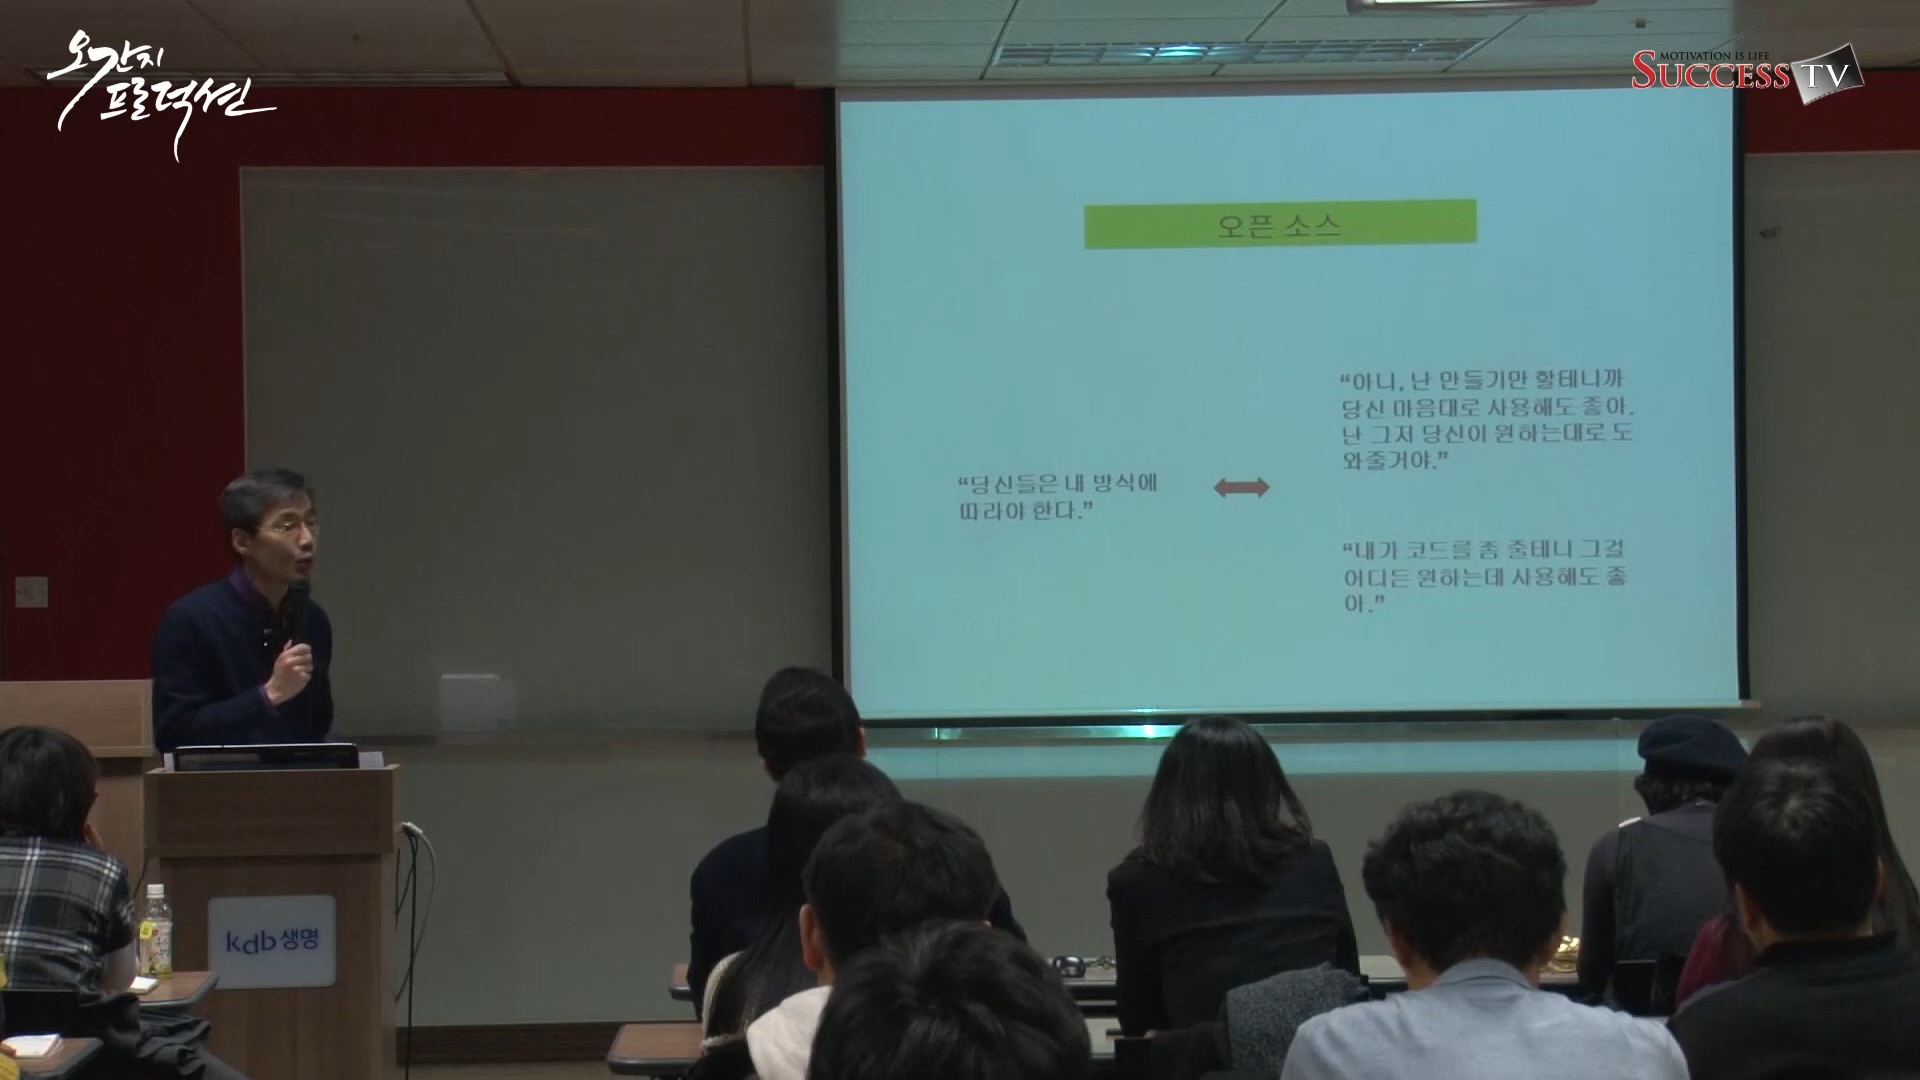 오간지
프로덕션
MOTIVATION IS LIFE
SUCCESS TV
오픈 소스
“아니, 난 만들기만 할테니까
당신 마음대로 사용해도 좋아.
난 그저 당신이 원하는대로 도
와줄거야.”
“당신들은 내 방식에
따라야 한다.”
“내가 코드를 좀 줄테니 그걸
어디든 원하는데 사용해도 좋
아.”
kdb생명